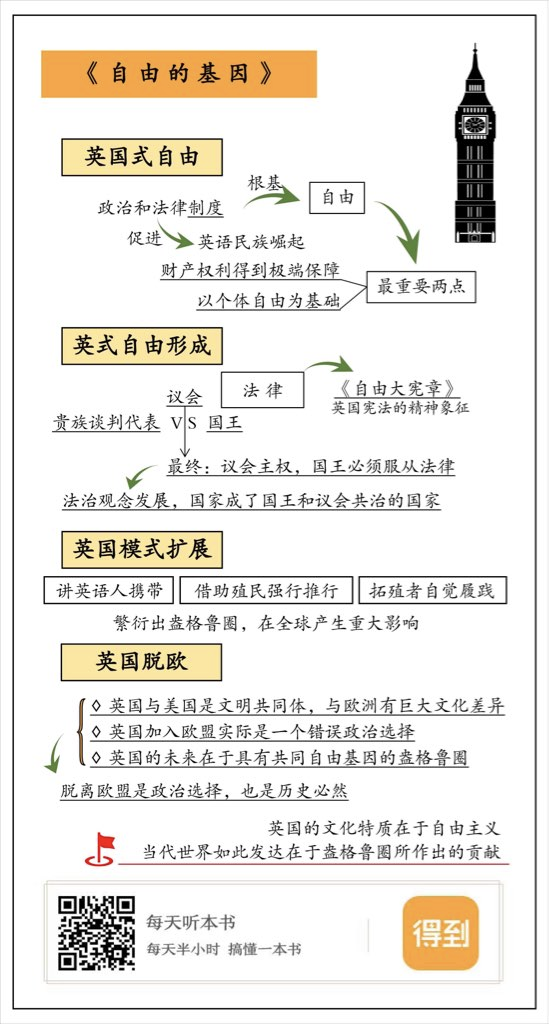 《自由的基因》
英国式自由
根基
政治和法律制度
自由
促进
英语民族崛起
财产权利得到极端保障
以个体自由为基础
最重要两点
英式自由形成
议会
法律
《自由大宪章》
英国宪法的精神象征
贵族谈判代表 VS 国王
最终：议会主权，国王必须服从法律
法治观念发展，国家成了国王和议会共治的国家
英国模式扩展
讲英语人携带
借助殖民强行推行
拓殖者自觉履践
繁衍出盎格鲁圈，在全球产生重大影响
英国脱欧
◇ 英国与美国是文明共同体，与欧洲有巨大文化差异
◇ 英国加入欧盟实际是一个错误政治选择
◇ 英国的未来在于具有共同自由基因的盎格鲁圈
脱离欧盟是政治选择，也是历史必然
英国的文化特质在于自由主义
当代世界如此发达在于盎格鲁圈所作出的贡献
每天听本书
每天半小时 搞懂一本书
得到